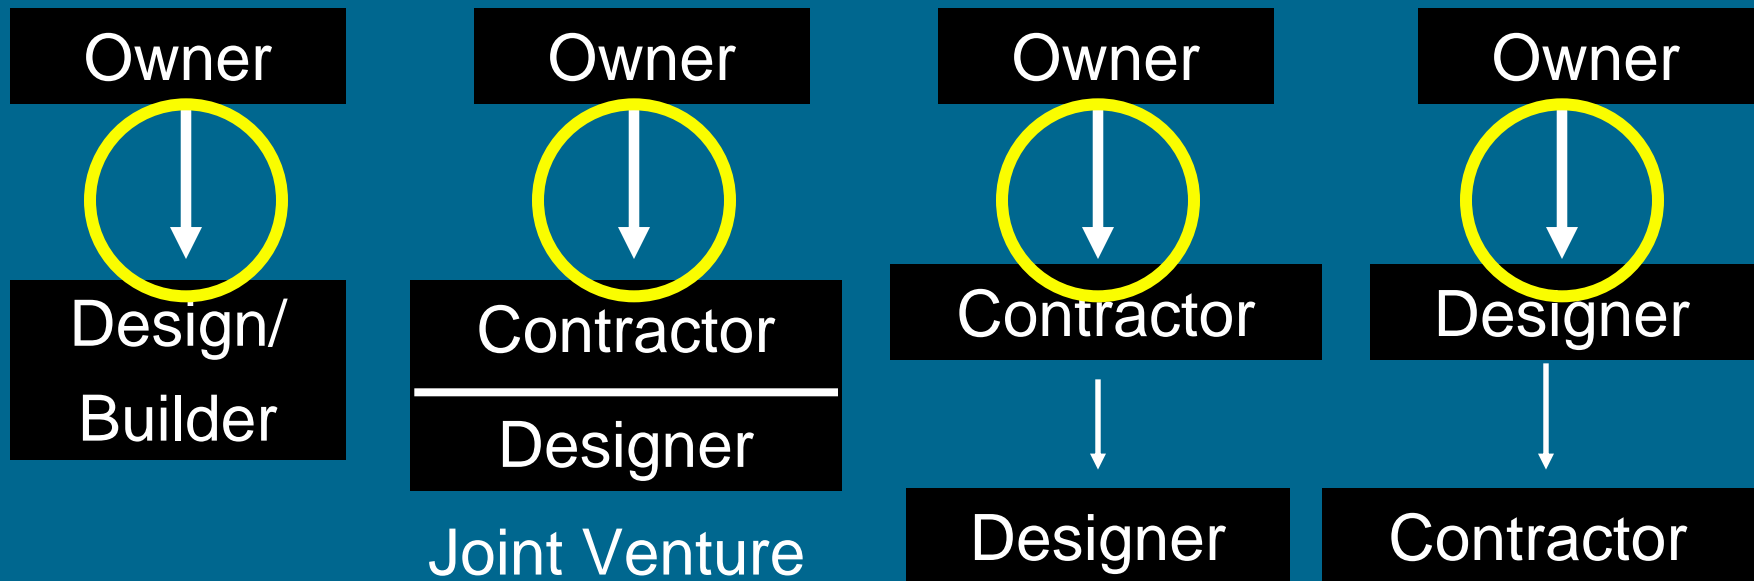 Owner
Owner
Owner
Owner
Design/
Builder
Contractor
Designer
Joint Venture
Contractor
Designer
Designer
Contractor